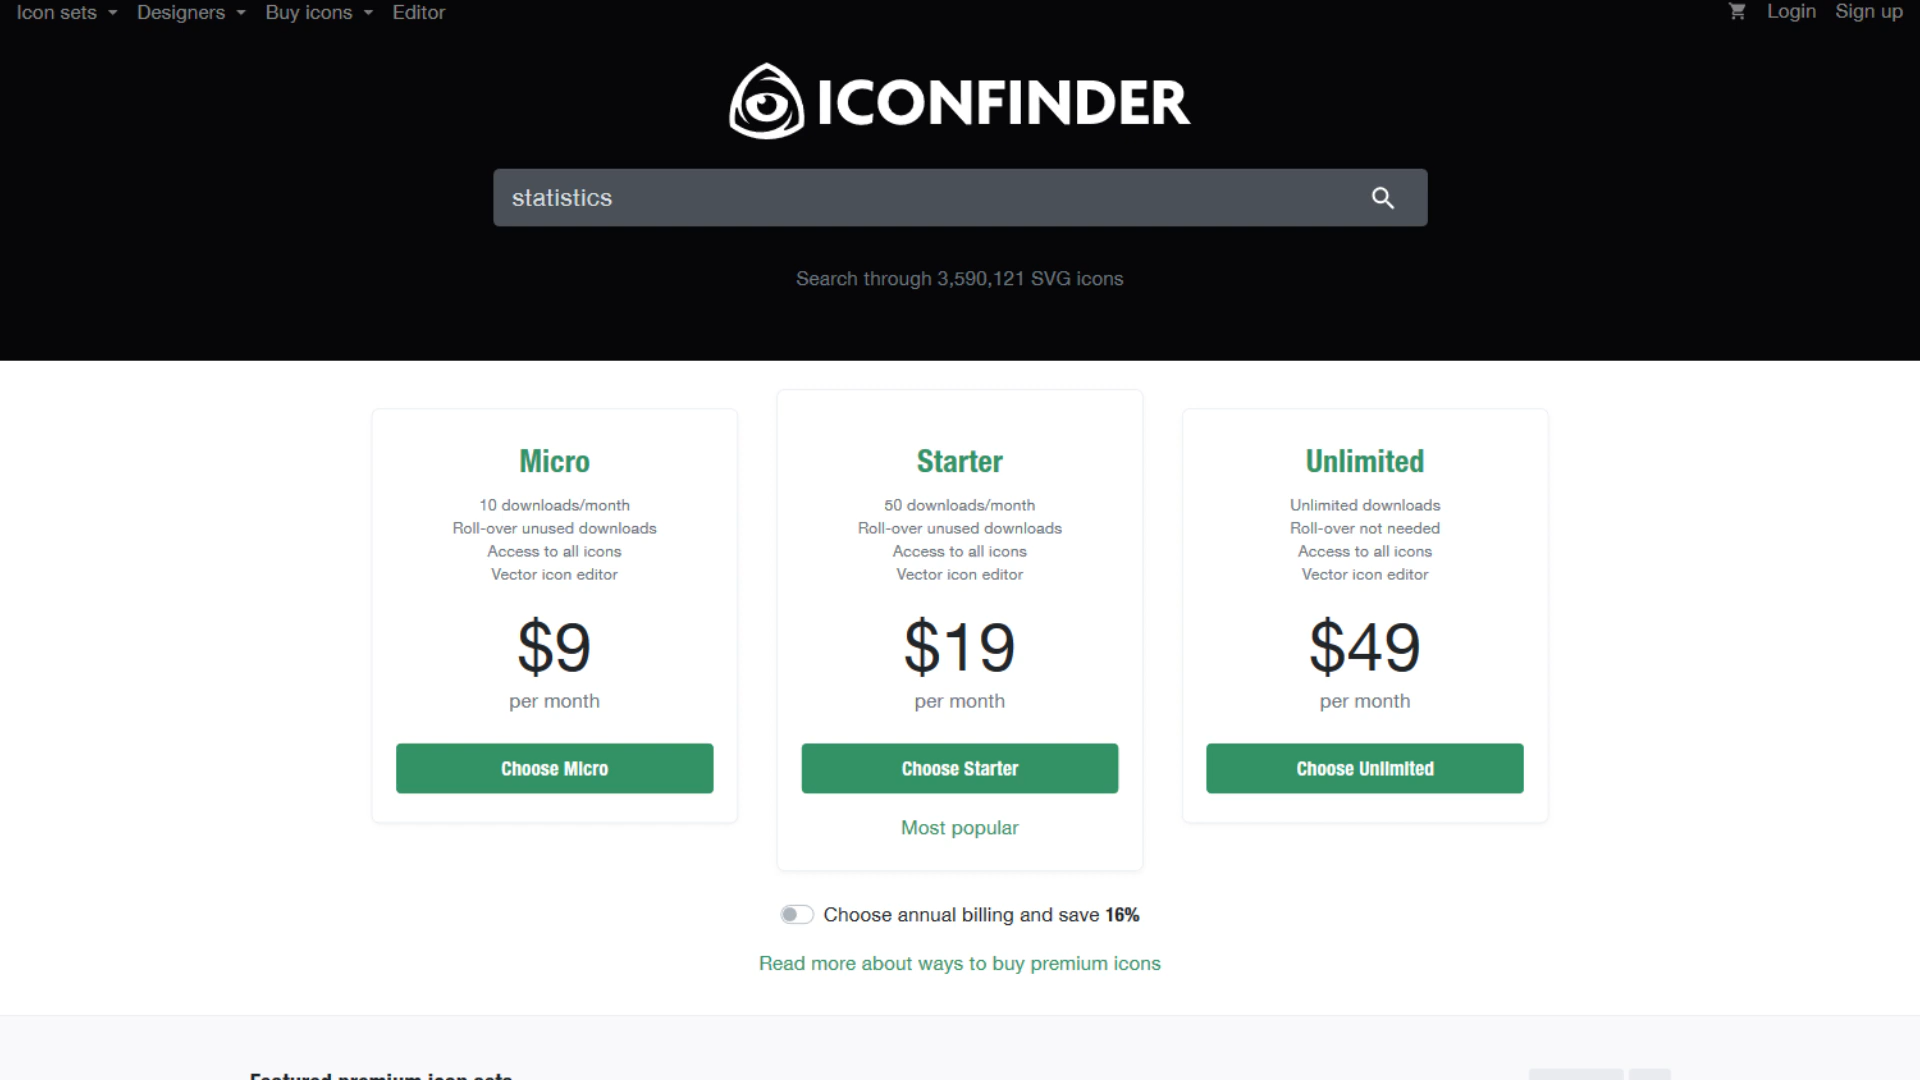 Icon sets Designers Buy icons Editor Login Sign up
ICONFINDER
statistics
Search through 3,590,121 SVG icons
Micro
10 downloads/month
Roll-over unused downloads
Access to all icons
Vector icon editor
$9
per month
Choose Micro
Starter
50 downloads/month
Roll-over unused downloads
Access to all icons
Vector icon editor
$19
per month
Choose Starter
Most popular
Unlimited
Unlimited downloads
Roll-over not needed
Access to all icons
Vector icon editor
$49
per month
Choose Unlimited
Choose annual billing and save 16%
Read more about ways to buy premium icons
Featured premium icon sets